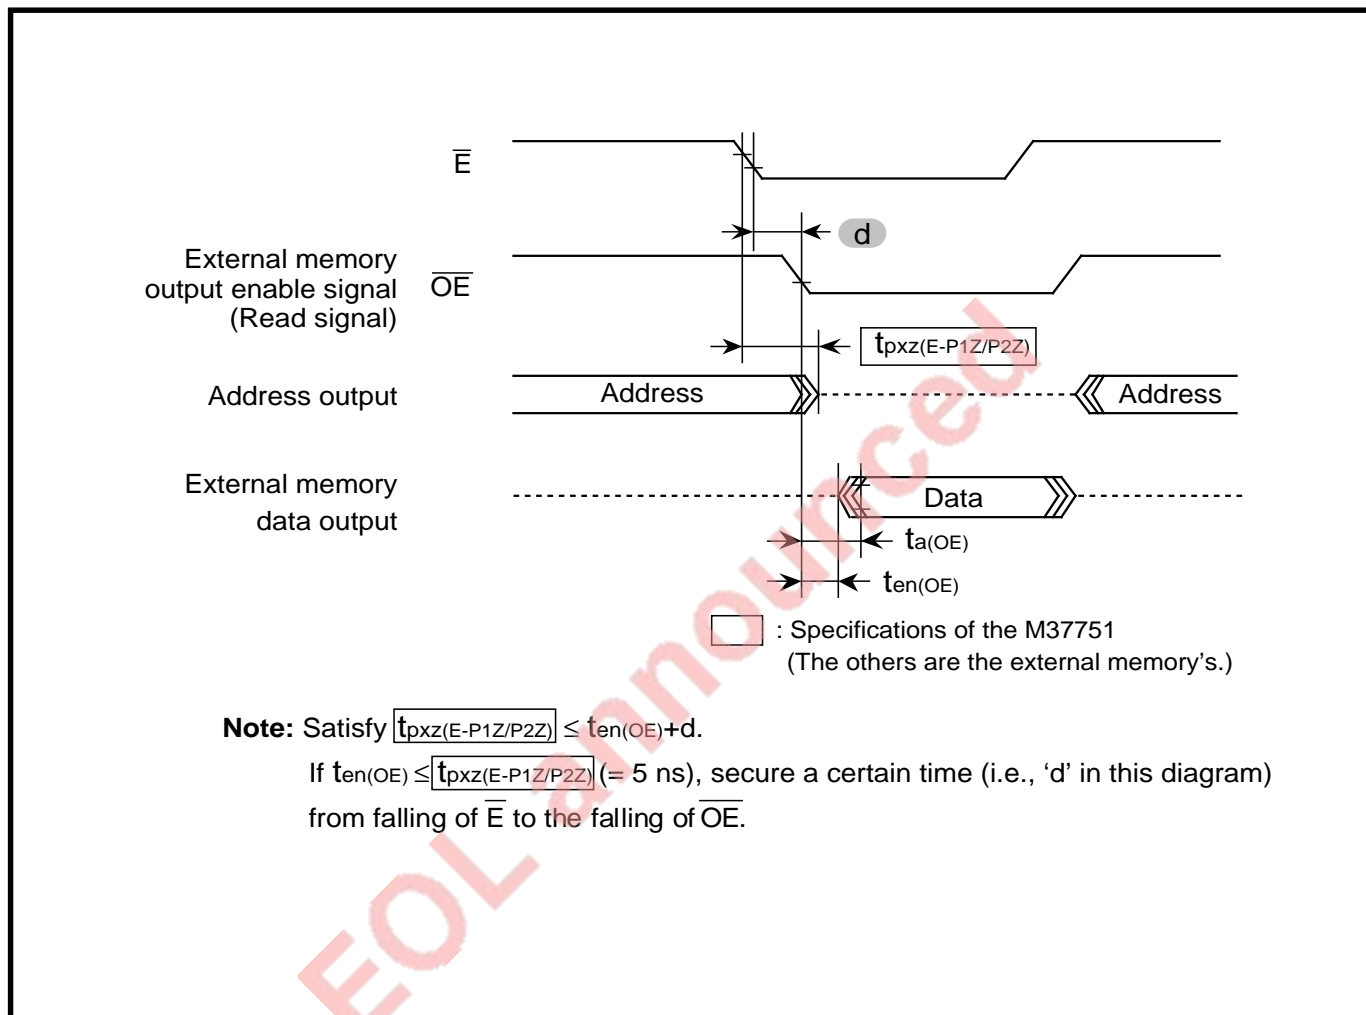 E̅
d
External memory
output enable signal O̅E̅
(Read signal)
tpxz(E-P1Z/P2Z)
Address output Address Address
External memory
data output
Data
ta(OE)
ten(OE)
: Specifications of the M37751
(The others are the external memory's.)
Note: Satisfy tpxz(E-P1Z/P2Z) ≤ ten(OE)+d.
If ten(OE) ≤ tpxz(E-P1Z/P2Z) (= 5 ns), secure a certain time (i.e., 'd' in this diagram)
from falling of E̅ to the falling of O̅E̅.
EOL announced